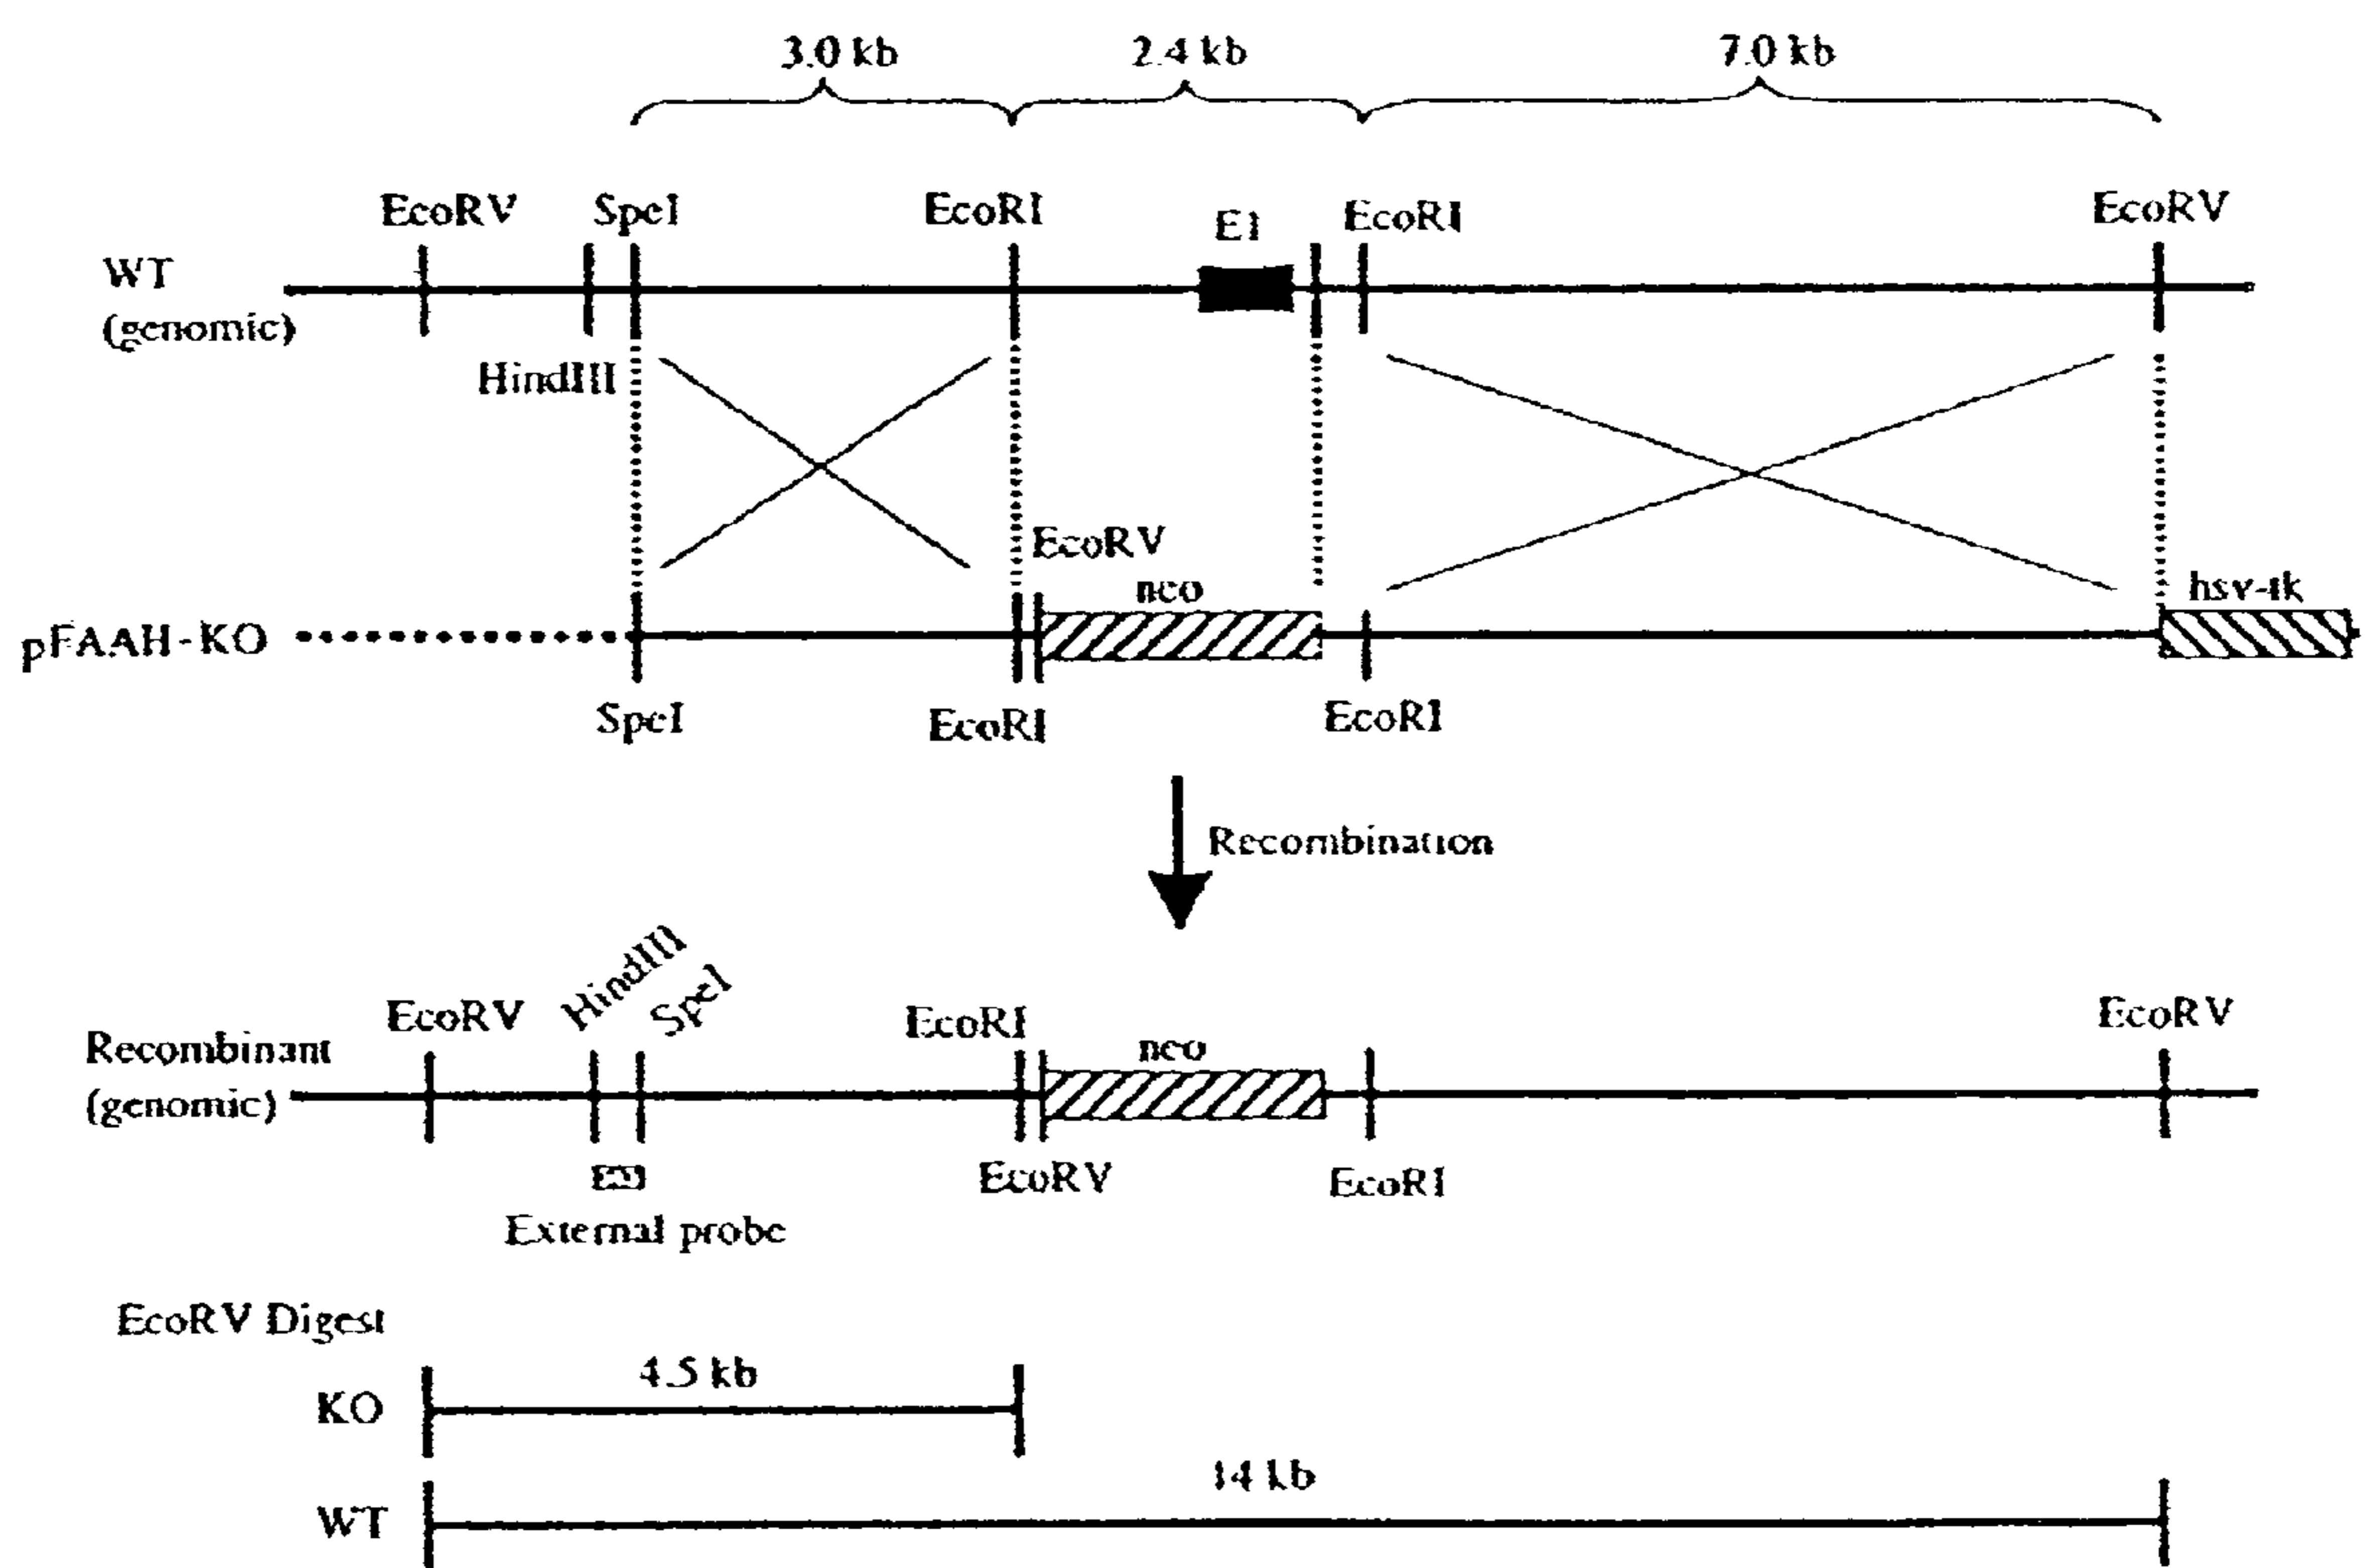 3.0 kb 2.4 kb 7.0 kb
EcoRV SpeI EcoRI E1 EcoRI EcoRV
WT
(genomic)
HindIII
EcoRV
neo hsv-tk
pFAAH-KO
SpeI EcoRI EcoRI
Recombination
HindIII
SpeI
EcoRV EcoRI neo EcoRV
Recombinant
(genomic)
EcoRV EcoRI
External probe
EcoRV Digest
4.5 kb
KO
14 kb
WT